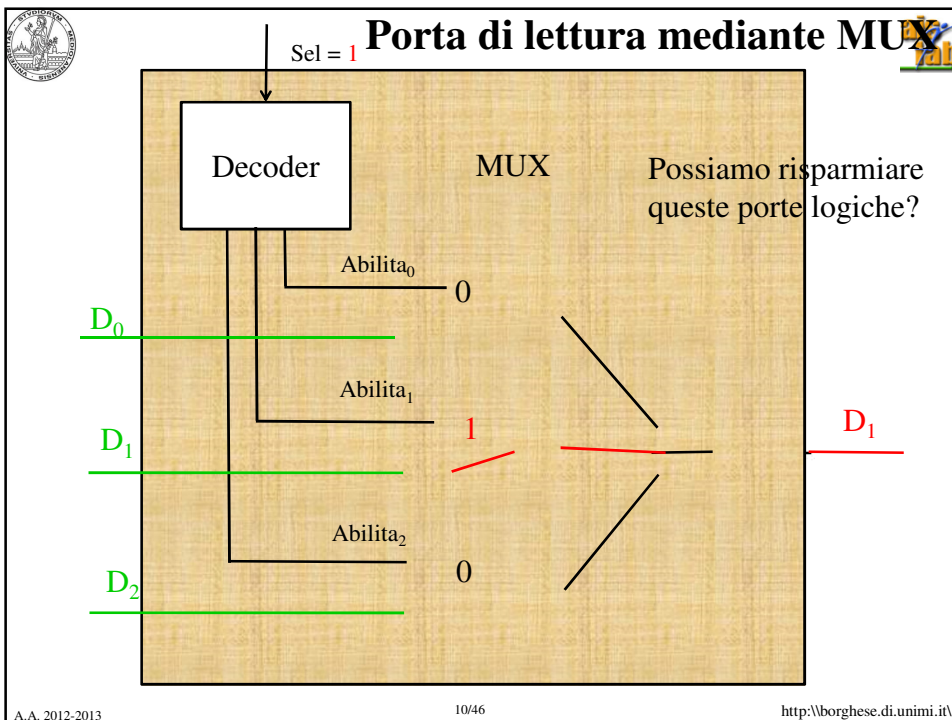 Porta di lettura mediante MUX
Sel = 1
Decoder
MUX
Possiamo risparmiare
queste porte logiche?
Abilita₀
0
D₀
Abilita₁
1
D₁
D₁
Abilita₂
0
D₂
A.A. 2012-2013
10/46
http:\\borghese.di.unimi.it\